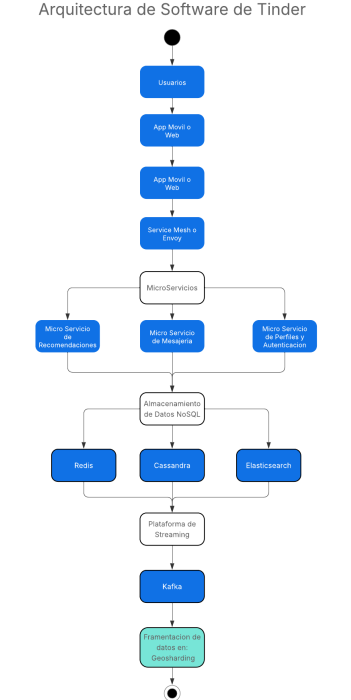 Arquitectura de Software de Tinder
Usuarios
App Movil o
Web
App Movil o
Web
Service Mesh o
Envoy
MicroServicios
Micro Servicio
de
Recomendaciones
Micro Servicio
de Mesajeria
Micro Servicio
de Perfiles y
Autenticacion
Almacenamiento
de Datos NoSQL
Redis
Cassandra
Elasticsearch
Plataforma de
Streaming
Kafka
Framentacion de
datos en:
Geosharding